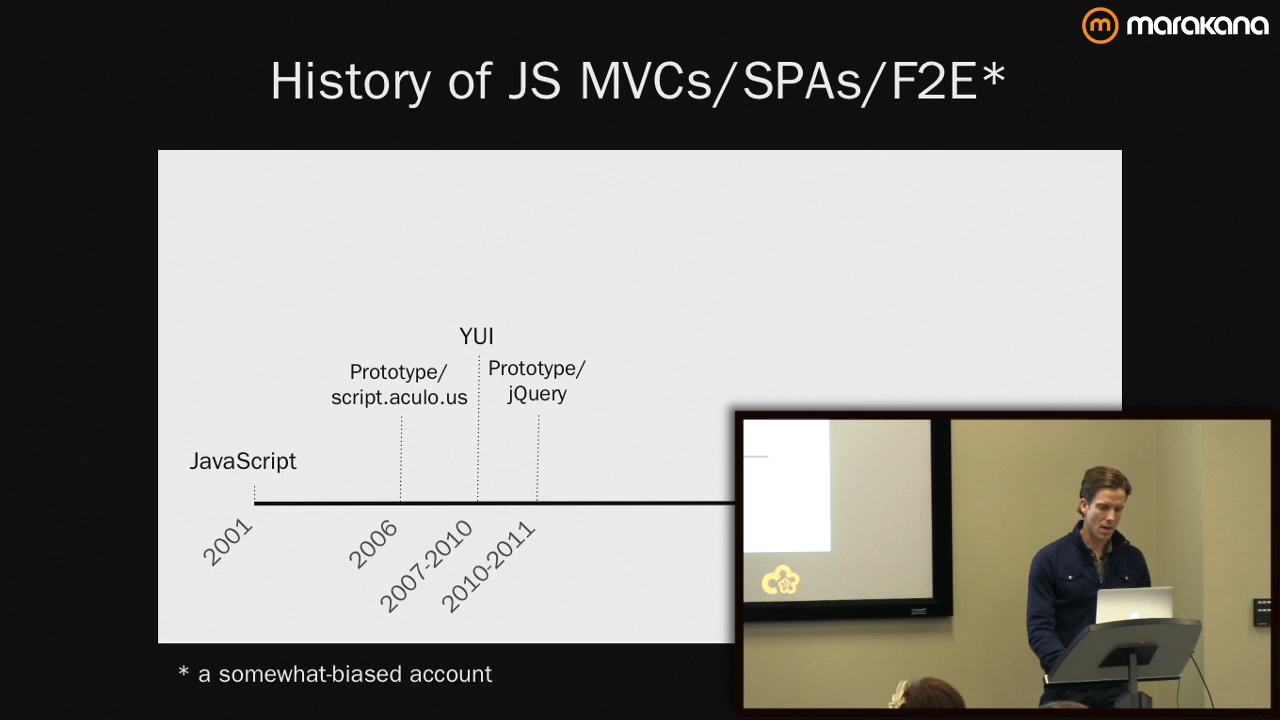 marakana
History of JS MVCs/SPAs/F2E*
YUI
Prototype/
script.aculo.us
Prototype/
jQuery
JavaScript
2001
2006
2007-2010
2010-2011
* a somewhat-biased account